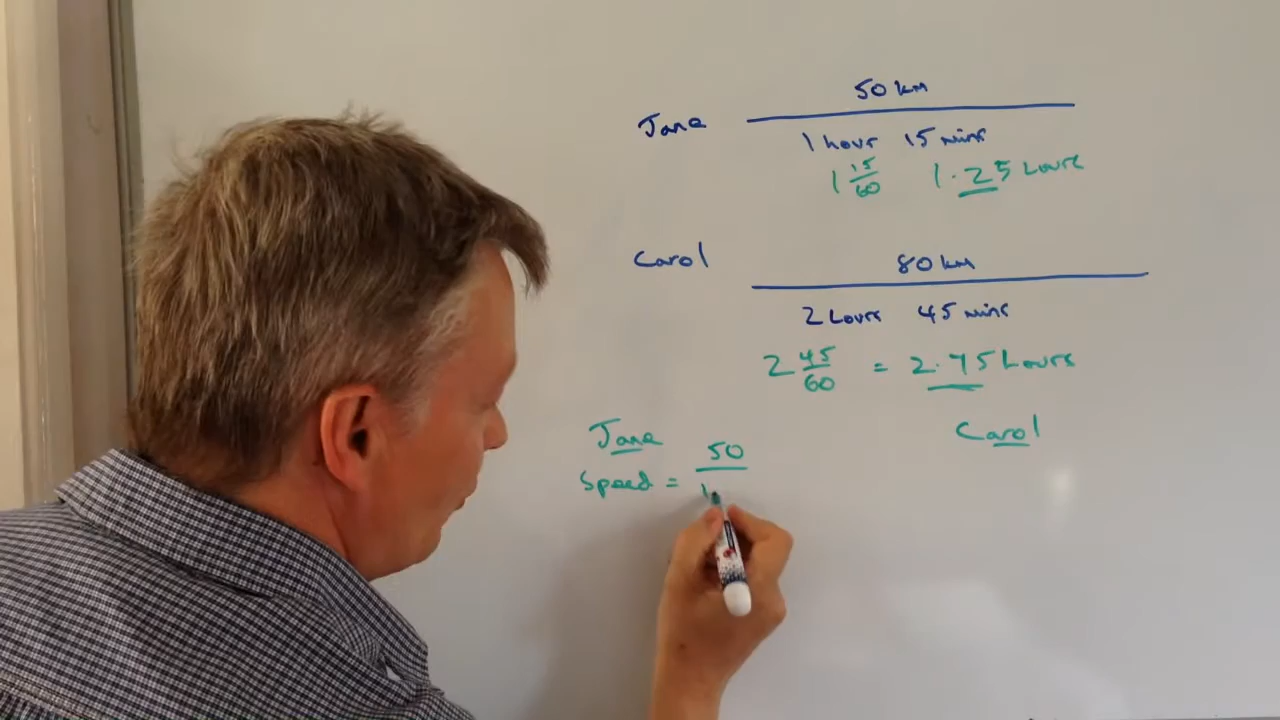 50 km
Jane
1 hour 15 mins
1 15/60 1.25 hours
Carol 80 km
2 hours 45 mins
2 45/60 = 2.75 hours
Jane Carol
Speed = 50/1